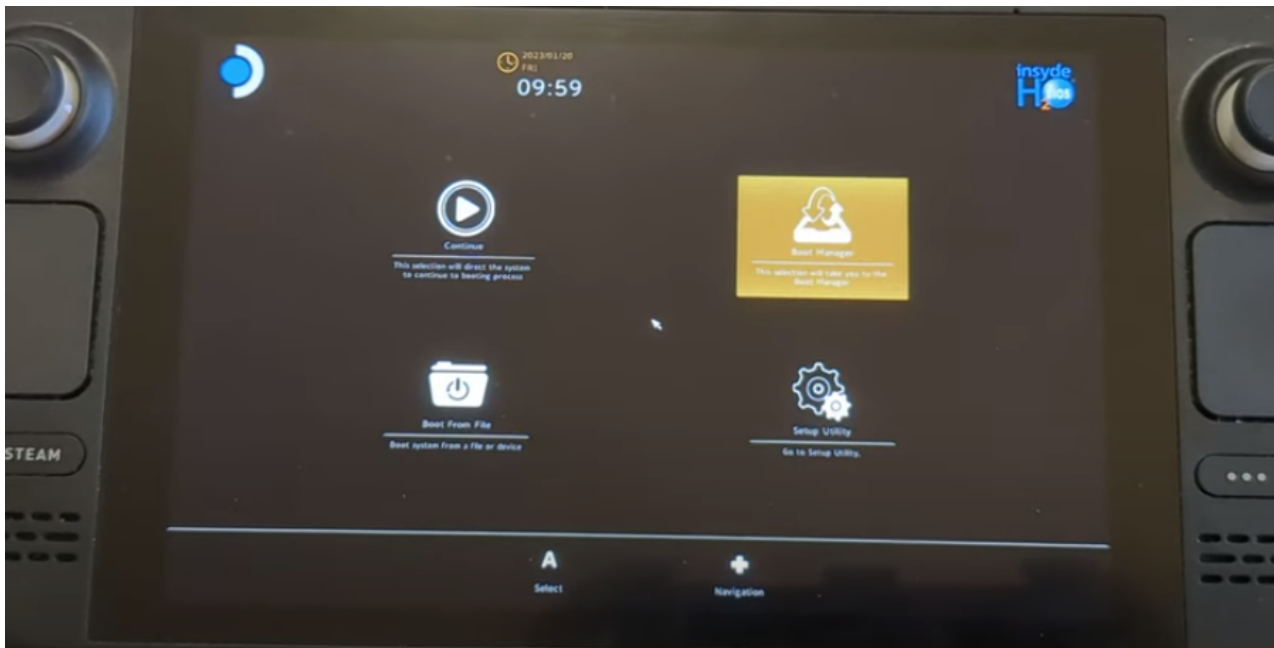 2023/01/20
FRI
09:59
insyde
H2O
bios
Continue
This selection will direct the system
to continue to booting process
Boot Manager
This selection will take you to the
Boot Manager
Boot From File
Boot system from a file or device
Setup Utility
Go to Setup Utility.
STEAM
A
Select
Navigation